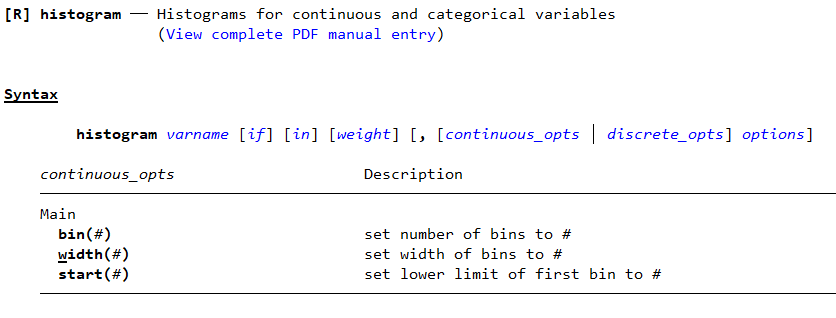 [R] histogram — Histograms for continuous and categorical variables
(View complete PDF manual entry)
Syntax
histogram varname [if] [in] [weight] [, [continuous_opts | discrete_opts] options]
continuous_opts Description
Main
bin(#) set number of bins to #
width(#) set width of bins to #
start(#) set lower limit of first bin to #